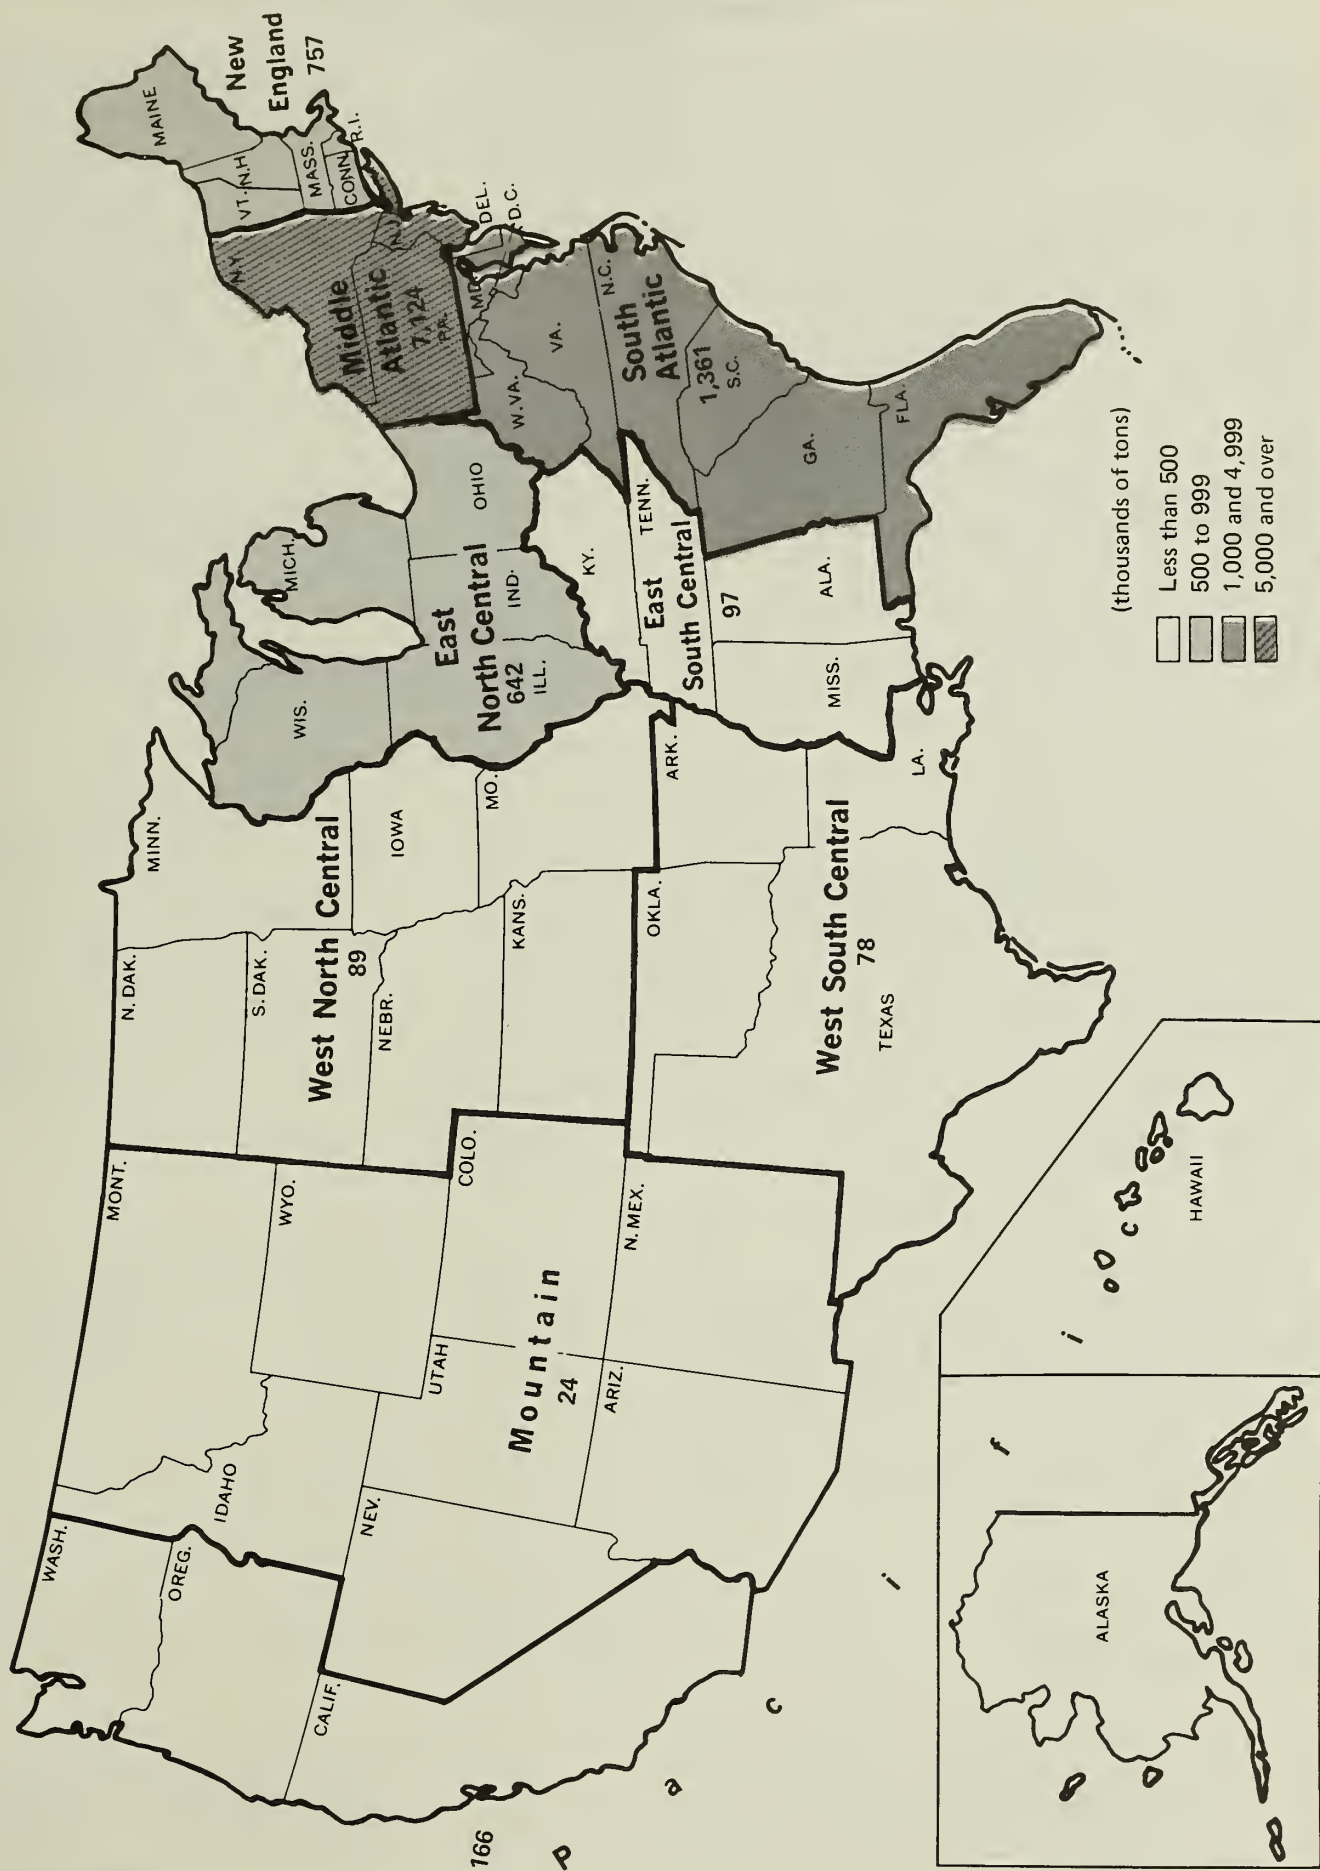 WASH.
OREG.
CALIF.
IDAHO
NEV.
MONT.
WYO.
UTAH
COLO.
ARIZ.
N. MEX.
Mountain
24
166
Pacific
N. DAK.
S. DAK.
NEBR.
KANS.
MINN.
IOWA
MO.
West North Central
89
OKLA.
TEXAS
ARK.
LA.
West South Central
78
WIS.
MICH.
ILL.
IND.
OHIO
East
North Central
642
KY.
TENN.
MISS.
ALA.
East
South Central
97
N.Y.
N.J.
PA.
Middle
Atlantic
7,124
MAINE
VT.
N.H
MASS.
CONN.
R.I.
New
England
757
DEL.
D.C.
MD.
W.VA.
VA.
N.C.
S.C.
GA.
FLA.
South
Atlantic
1,361
ALASKA
HAWAII
(thousands of tons)
Less than 500
500 to 999
1,000 and 4,999
5,000 and over